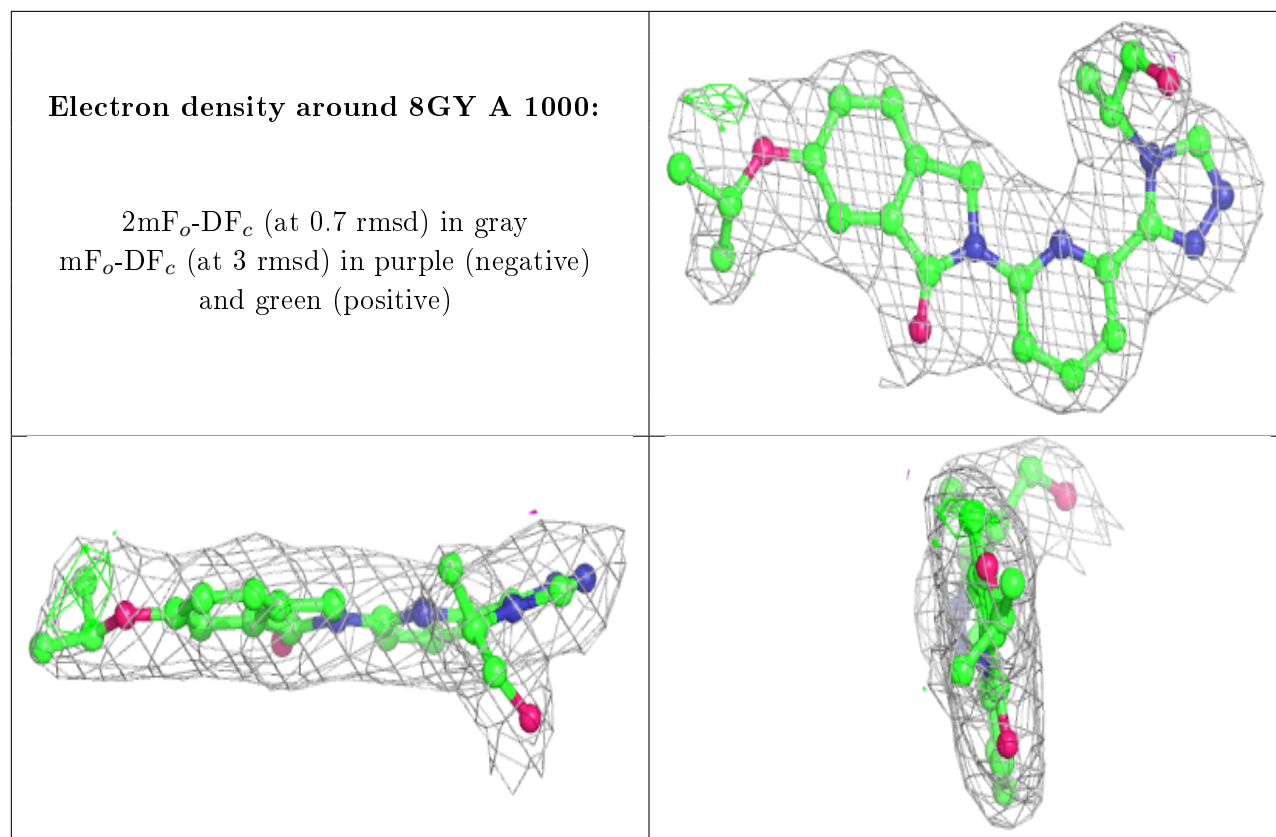 Electron density around 8GY A 1000:
2mFo-DFc (at 0.7 rmsd) in gray
mFo-DFc (at 3 rmsd) in purple (negative)
and green (positive)